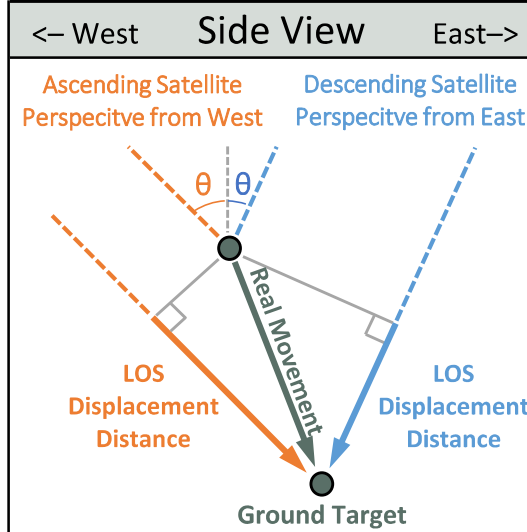 <– West Side View East–>
Ascending Satellite
Perspecitve from West
Descending Satellite
Perspecitve from East
θ θ
Real Movement
LOS
Displacement
Distance
LOS
Displacement
Distance
Ground Target